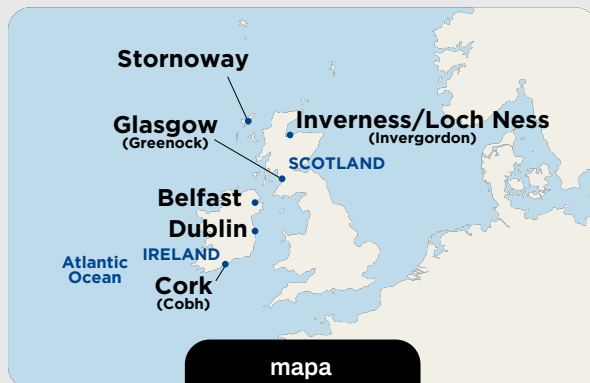 Stornoway
Glasgow
(Greenock)
Inverness/Loch Ness
(Invergordon)
SCOTLAND
Belfast
Dublin
IRELAND
Atlantic
Ocean
Cork
(Cobh)
mapa